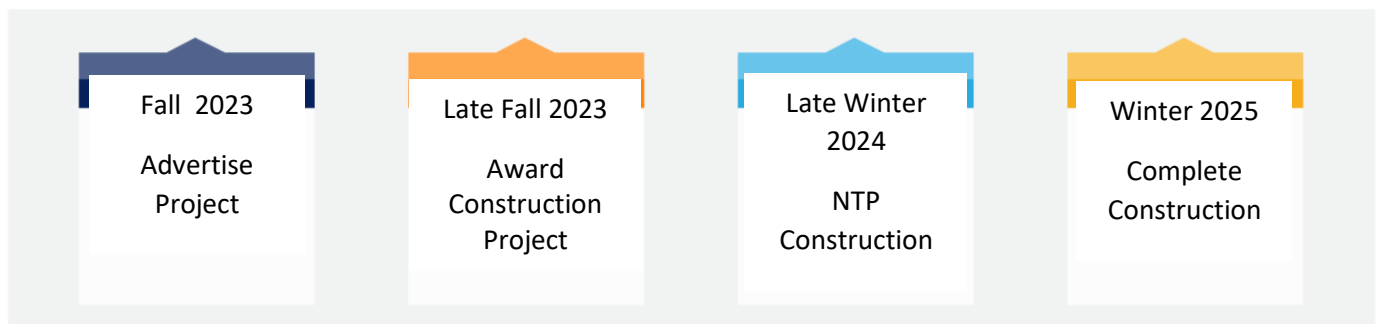 Fall  2023
Advertise
Project
Late Fall 2023
Award
Construction
Project
Late Winter
2024
NTP
Construction
Winter 2025
Complete
Construction